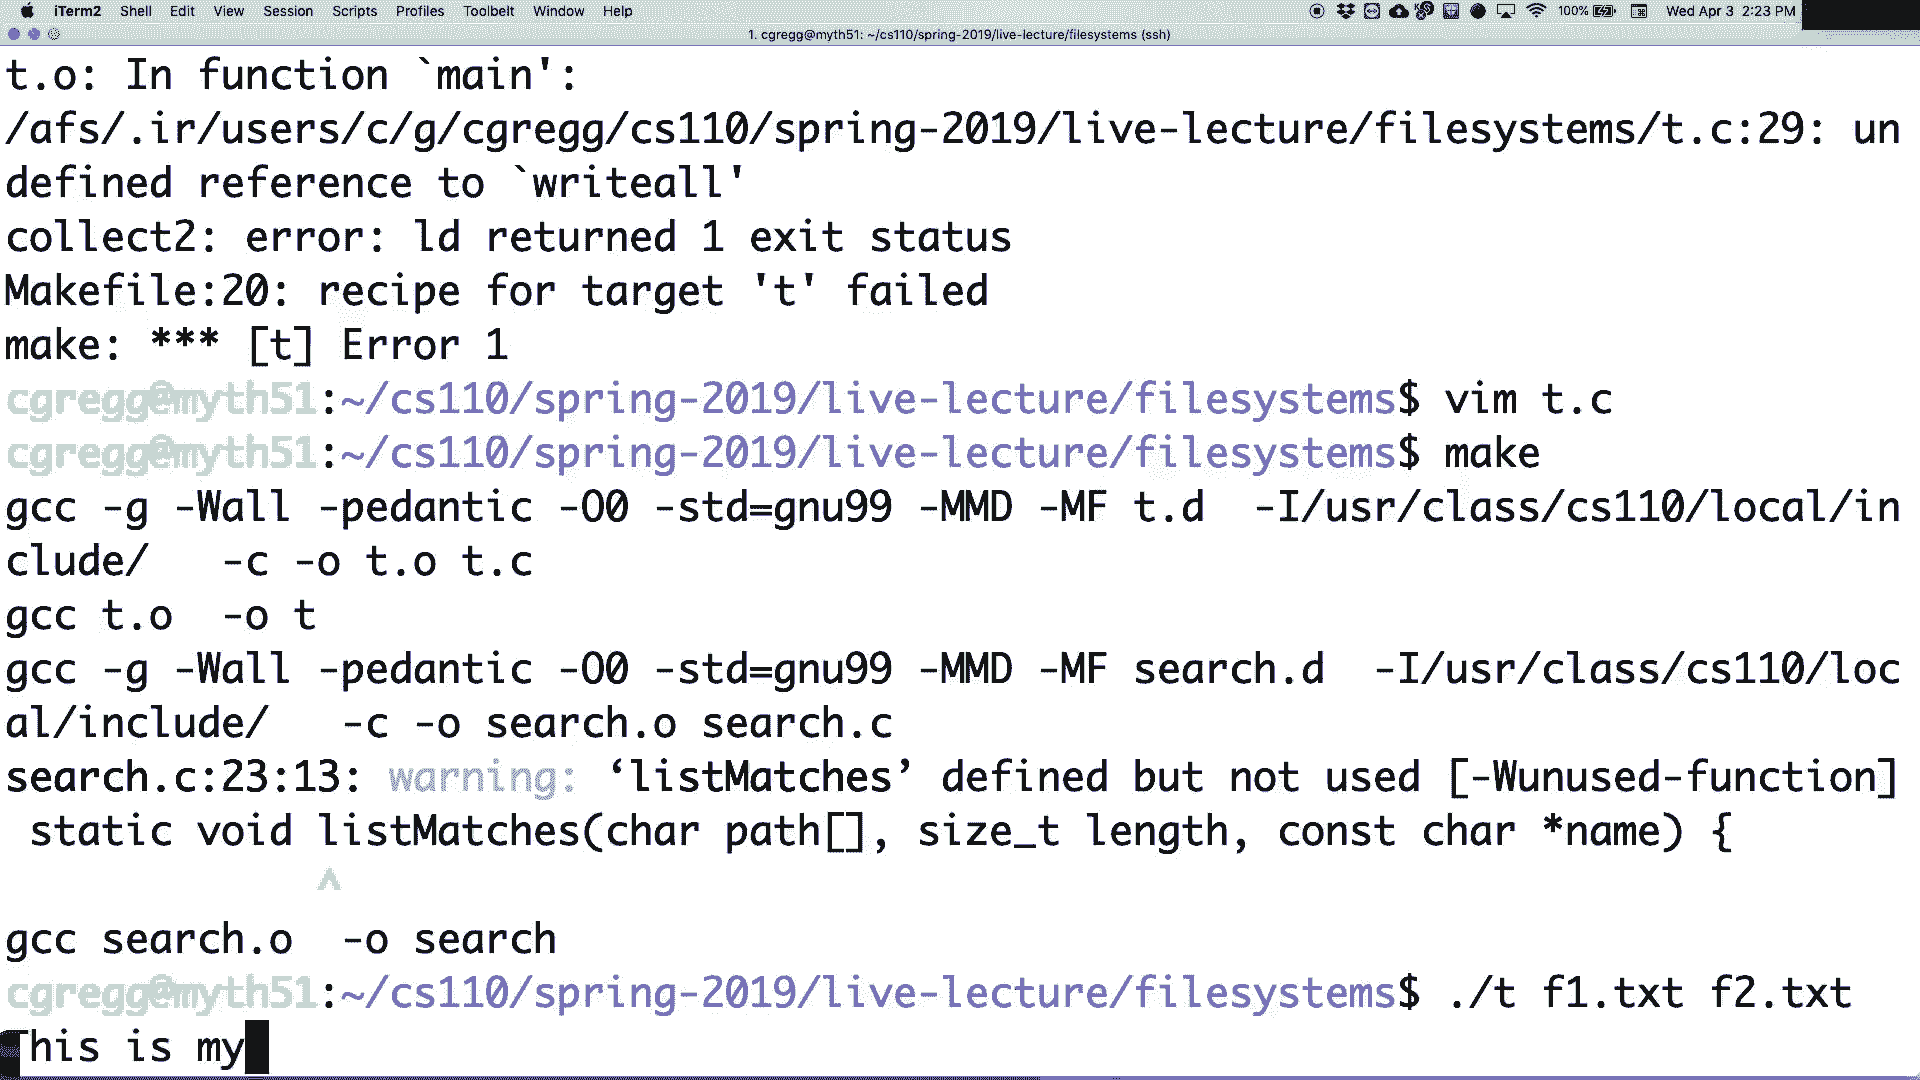 iTerm2 Shell Edit View Session Scripts Profiles Toolbelt Window Help 100% Wed Apr 3 2:23 PM
1. cgregg@myth51: ~/cs110/spring-2019/live-lecture/filesystems (ssh)
t.o: In function `main':
/afs/.ir/users/c/g/cgregg/cs110/spring-2019/live-lecture/filesystems/t.c:29: un
defined reference to `writeall'
collect2: error: ld returned 1 exit status
Makefile:20: recipe for target 't' failed
make: *** [t] Error 1
cgregg@myth51:~/cs110/spring-2019/live-lecture/filesystems$ vim t.c
cgregg@myth51:~/cs110/spring-2019/live-lecture/filesystems$ make
gcc -g -Wall -pedantic -O0 -std=gnu99 -MMD -MF t.d  -I/usr/class/cs110/local/in
clude/   -c -o t.o t.c
gcc t.o  -o t
gcc -g -Wall -pedantic -O0 -std=gnu99 -MMD -MF search.d  -I/usr/class/cs110/loc
al/include/   -c -o search.o search.c
search.c:23:13: warning: ‘listMatches’ defined but not used [-Wunused-function]
 static void listMatches(char path[], size_t length, const char *name) {
             ^
gcc search.o  -o search
cgregg@myth51:~/cs110/spring-2019/live-lecture/filesystems$ ./t f1.txt f2.txt
This is my